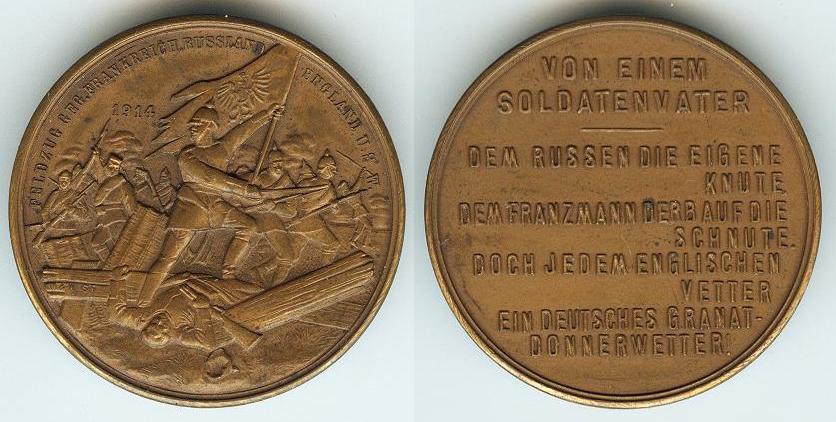 FELDZUG GEG. FRANKREICH, RUSSLAND ENGLAND U.S.W.
1914
VON EINEM
SOLDATENVATER
DEM RUSSEN DIE EIGENE
KNUTE,
DEM FRANZMANN DERB AUF DIE
SCHNUTE.
DOCH JEDEM ENGLISCHEN
VETTER
EIN DEUTSCHES GRANAT-
DONNERWETTER!